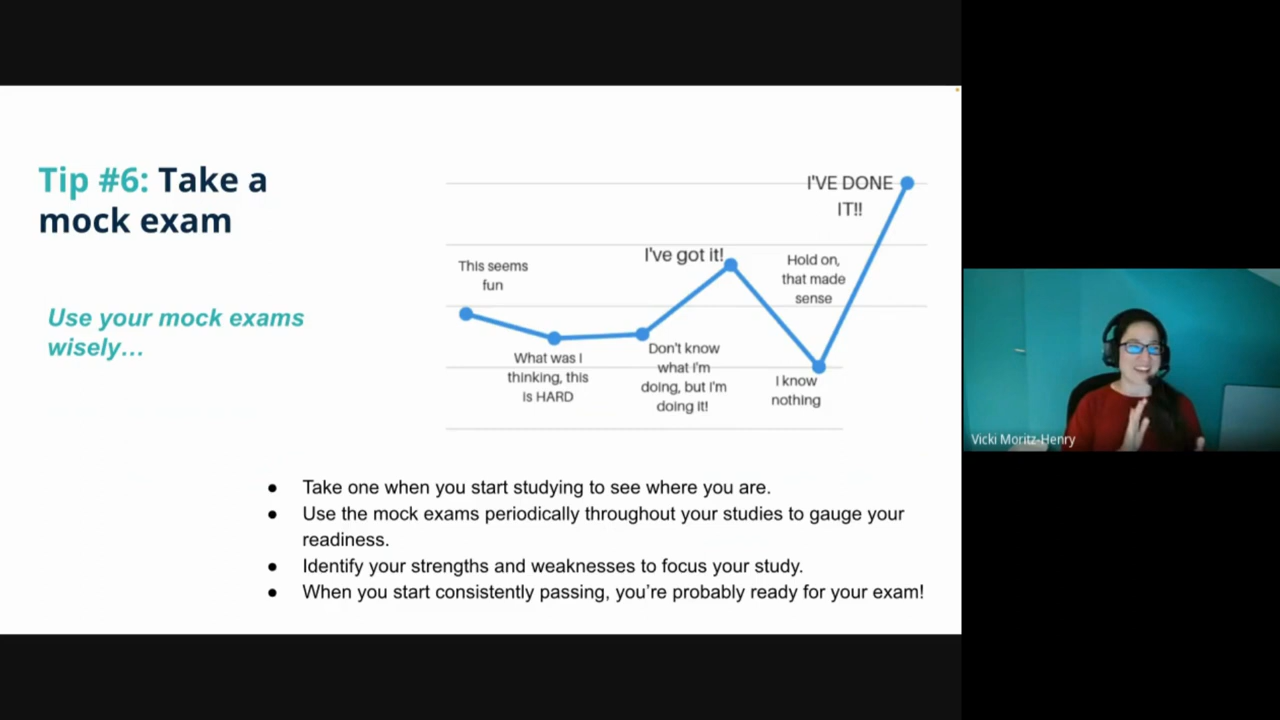 Tip #6: Take a
mock exam
Use your mock exams
wisely…
This seems
fun
What was I
thinking, this
is HARD
Don't know
what I'm
doing, but I'm
doing it!
I've got it!
I know
nothing
Hold on,
that made
sense
I'VE DONE
IT!!
● Take one when you start studying to see where you are.
● Use the mock exams periodically throughout your studies to gauge your
readiness.
● Identify your strengths and weaknesses to focus your study.
● When you start consistently passing, you're probably ready for your exam!
Vicki Moritz-Henry